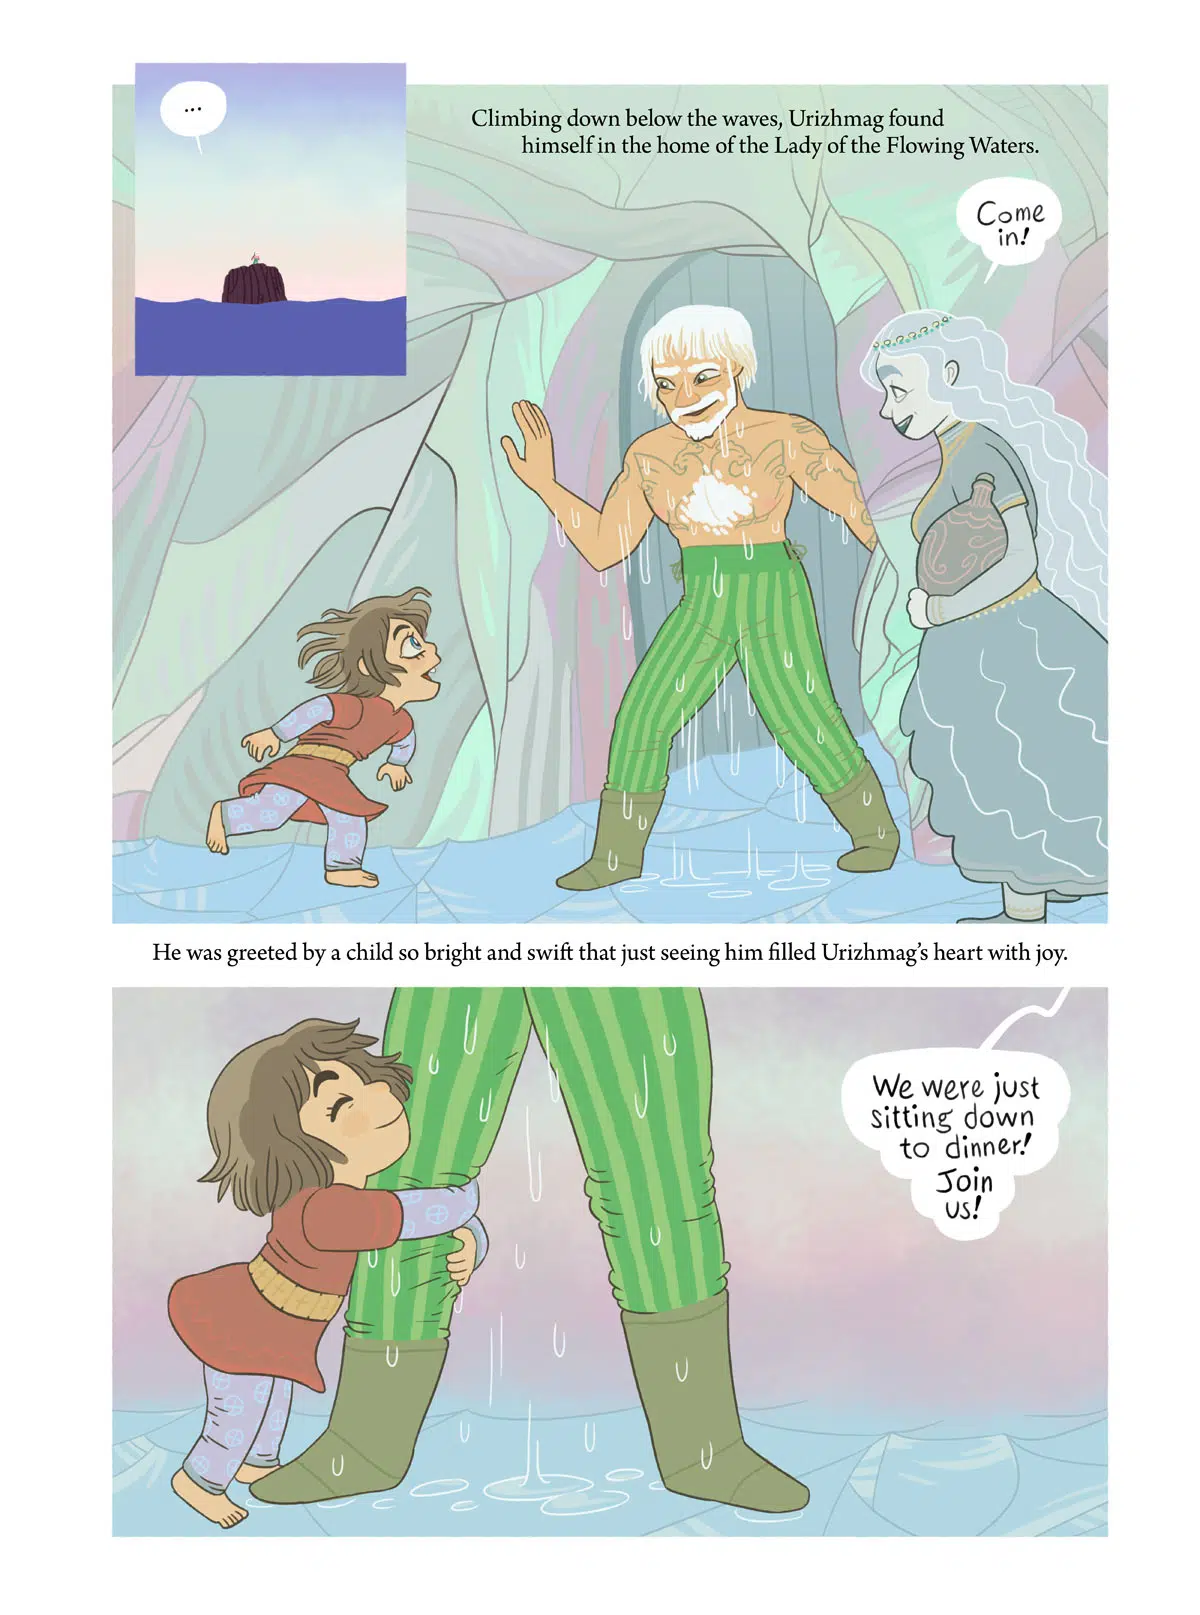 ...
Climbing down below the waves, Urizhmag found
himself in the home of the Lady of the Flowing Waters.
Come
in!
He was greeted by a child so bright and swift that just seeing him filled Urizhmag’s heart with joy.
We were just
sitting down
to dinner!
Join
us!